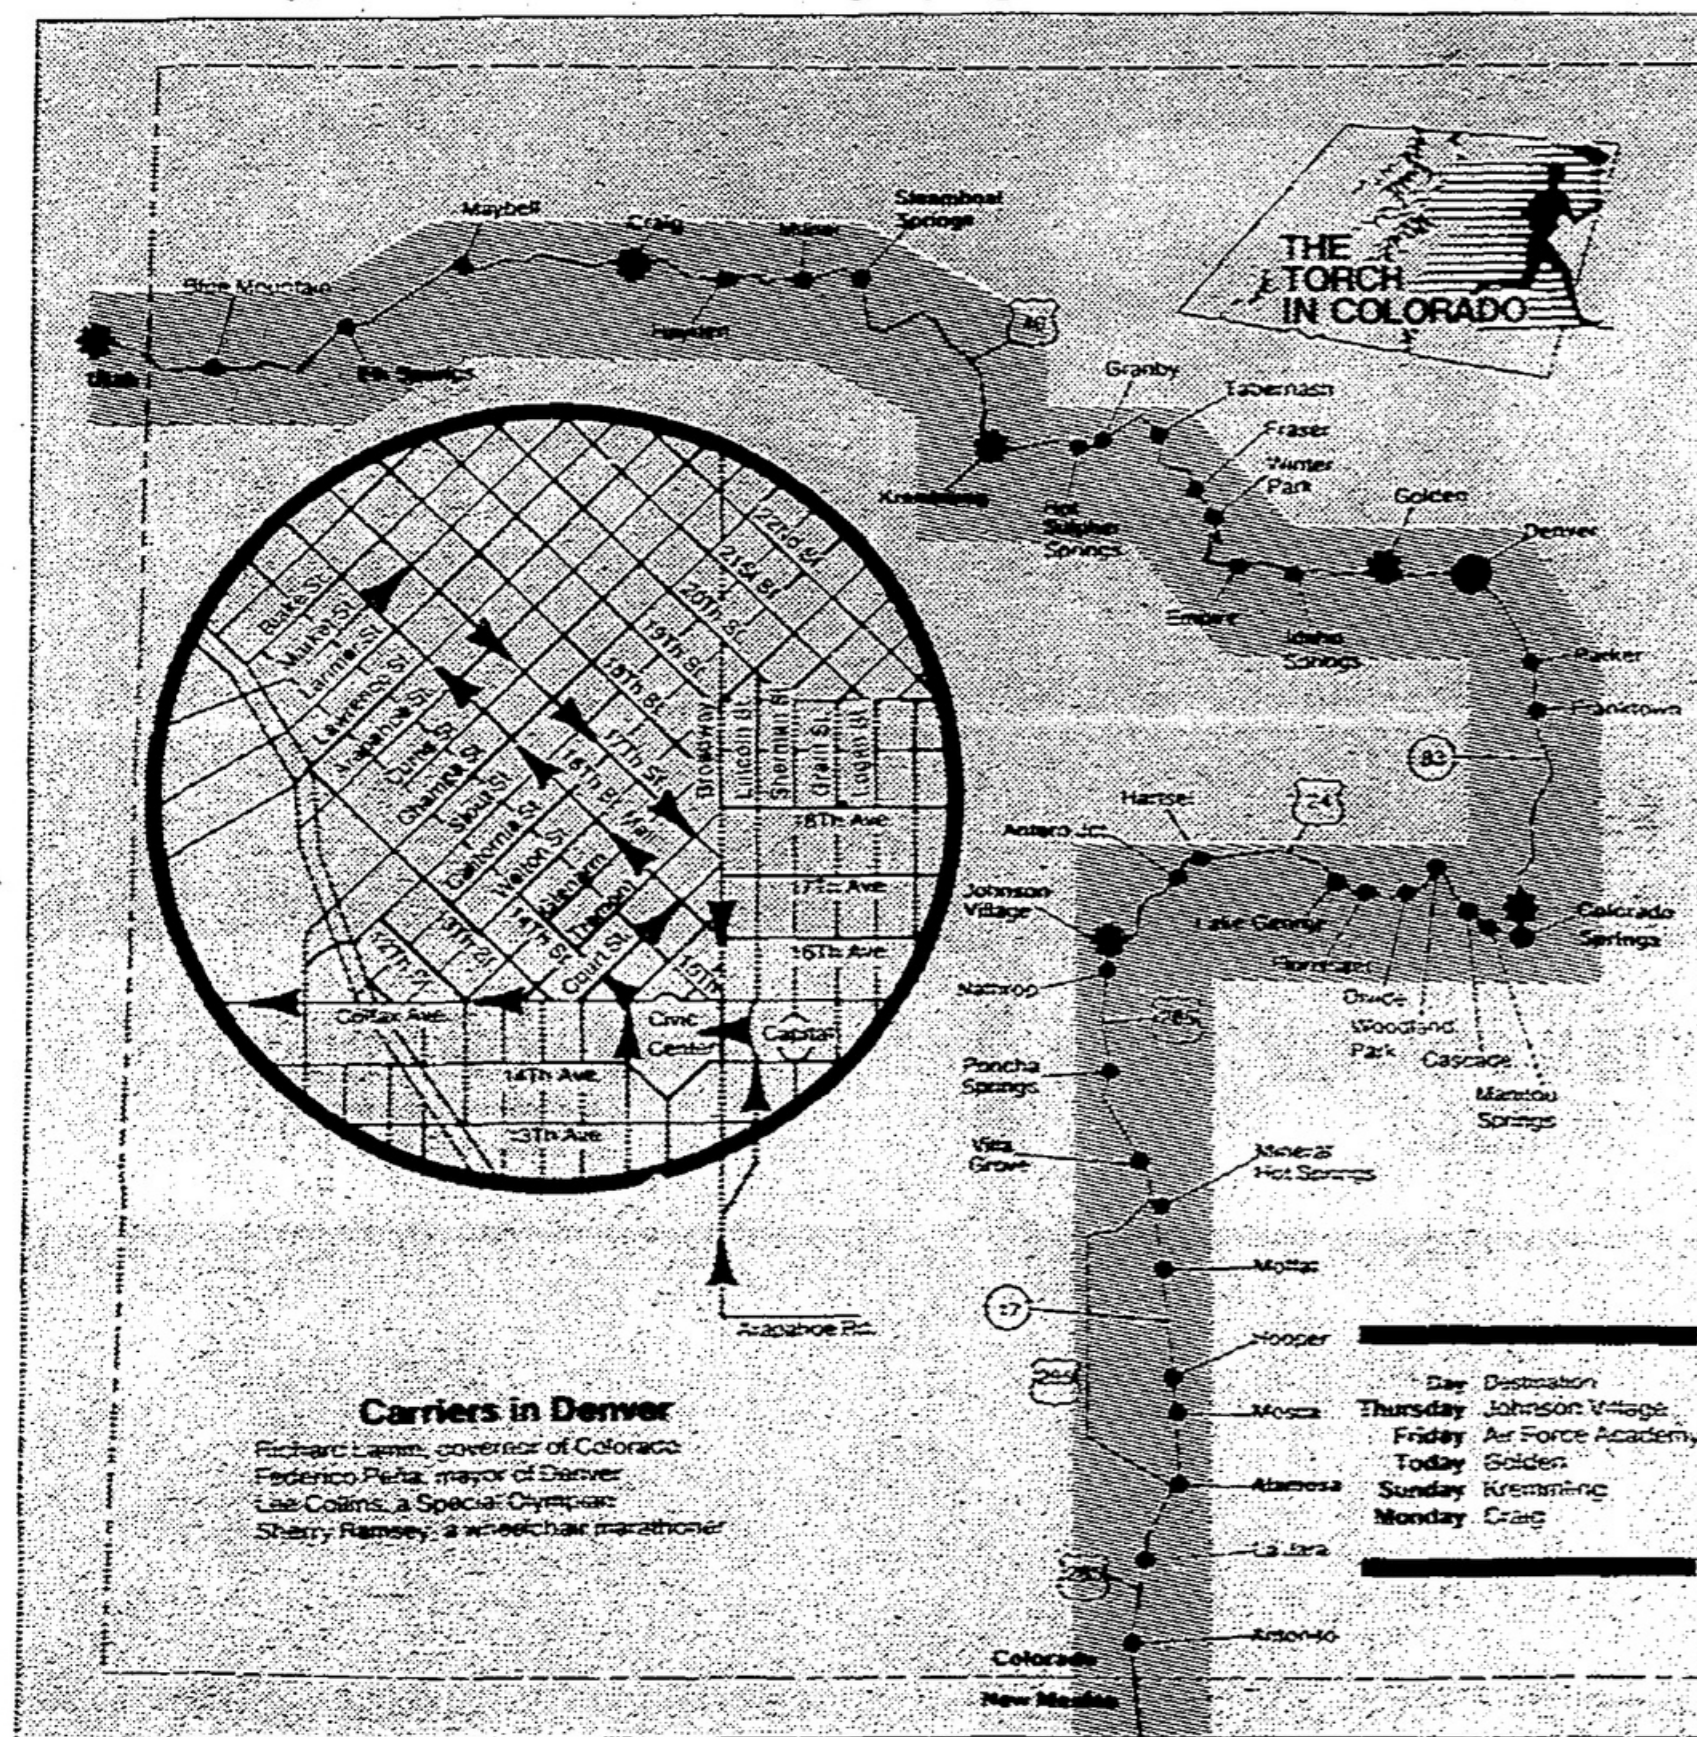 THE
TORCH
IN COLORADO
Maybell
Craig
Milner
Steamboat
Springs
Blue Mountain
Hayden
40
Utah
Elk Springs
Granby
Tabernash
Fraser
Winter
Park
Kremmling
Hot
Sulpher
Springs
Golden
Denver
Empire
Idaho
Springs
Parker
Franktown
83
24
Hartsel
Antero Jct.
Johnson
Village
Lake George
Florissant
Divide
Woodland
Park
Cascade
Manitou
Springs
Colorado
Springs
Nathrop
285
Poncha
Springs
Villa
Grove
Mineral
Hot Springs
Moffat
17
Hooper
285
Mosca
Alamosa
La Jara
285
Antonito
Colorado
New Mexico
22nd St
21st St
20Th St.
19Th St.
18Th St.
17Th St
16Th St. Mall
15Th
14Th St
13Th St
12Th St
Blake St.
Market St.
Larimer St.
Lawrence St
Arapahoe St.
Curtis St
Champa St
Stout St
California St.
Welton St
Glenarm
Tremont
Court St.
Broadway
Lincoln St.
Sherman St
Grant St.
Logan St
18Th Ave.
17Th Ave.
16Th Ave.
Colfax Ave.
Civic
Center
Capital
14Th Ave.
13Th Ave
Arapahoe Rd.
Carriers in Denver
Richard Lamm, governor of Colorado
Federico Peña, mayor of Denver
Lee Collins, a Special Olympian
Sherry Ramsey, a wheelchair marathoner
Day Destination
Thursday Johnson Village
Friday Air Force Academy
Today Golden
Sunday Kremmling
Monday Craig